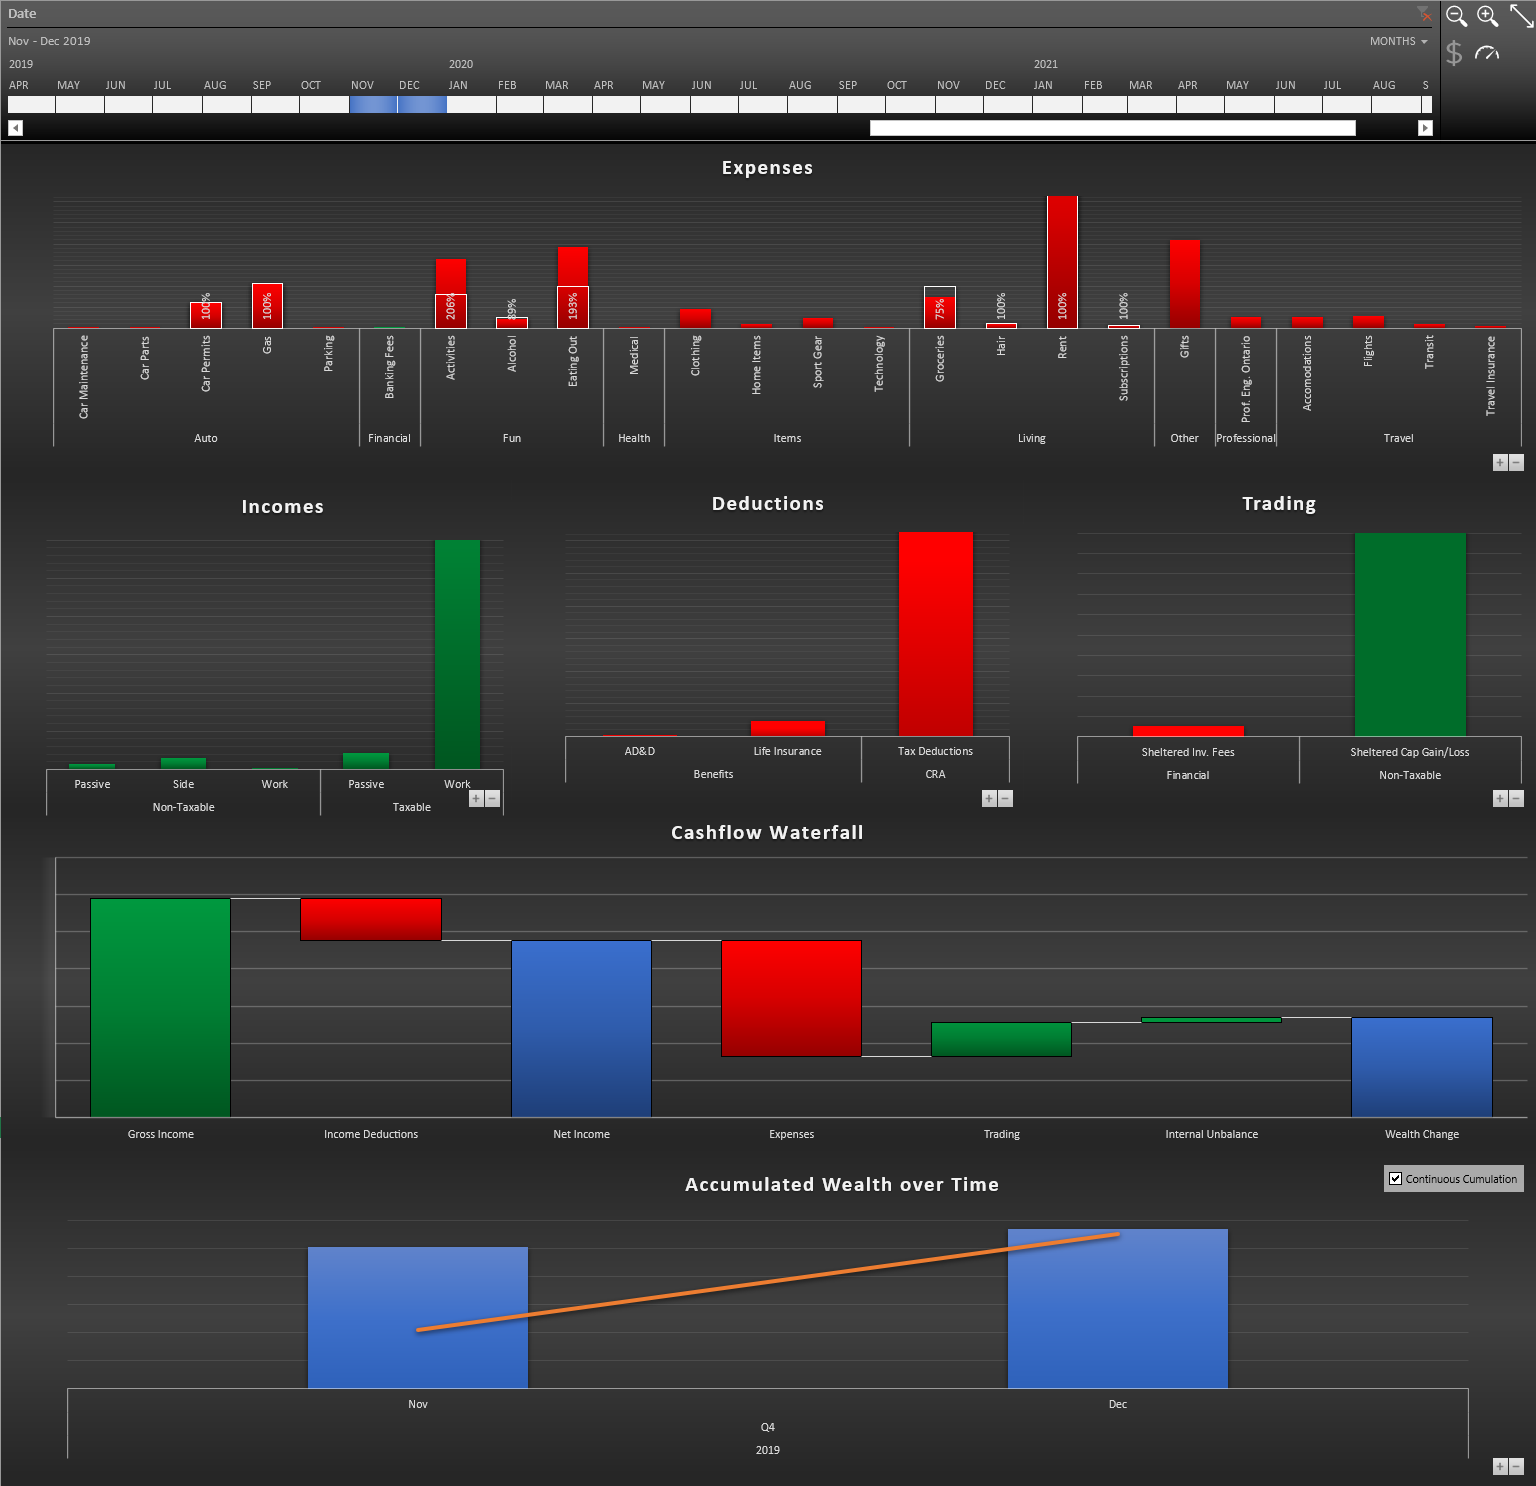 Date
Nov - Dec 2019
MONTHS
2019 2020 2021
APR MAY JUN JUL AUG SEP OCT NOV DEC JAN FEB MAR APR MAY JUN JUL AUG SEP OCT NOV DEC JAN FEB MAR APR MAY JUN JUL AUG S
Expenses
100% 100% 206% 89% 193% 75% 100% 100% 100%
Car Maintenance
Car Parts
Car Permits
Gas
Parking
Banking Fees
Activities
Alcohol
Eating Out
Medical
Clothing
Home Items
Sport Gear
Technology
Groceries
Hair
Rent
Subscriptions
Gifts
Prof. Eng. Ontario
Accomodations
Flights
Transit
Travel Insurance
Auto Financial Fun Health Items Living Other Professional Travel
Incomes
Passive Side Work Passive Work
Non-Taxable Taxable
Deductions
AD&D Life Insurance Tax Deductions
Benefits CRA
Trading
Sheltered Inv. Fees Sheltered Cap Gain/Loss
Financial Non-Taxable
Cashflow Waterfall
Gross Income Income Deductions Net Income Expenses Trading Internal Unbalance Wealth Change
Accumulated Wealth over Time
Continuous Cumulation
Nov Dec
Q4
2019